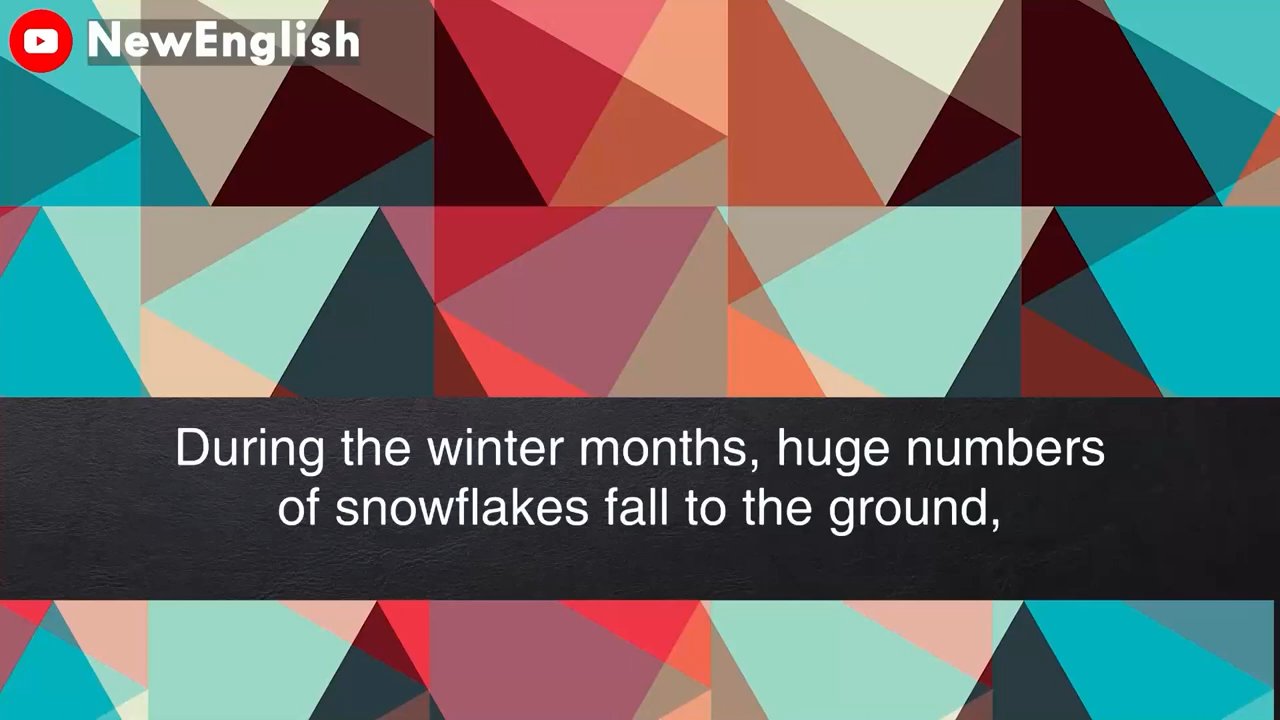 NewEnglish
During the winter months, huge numbers
of snowflakes fall to the ground,